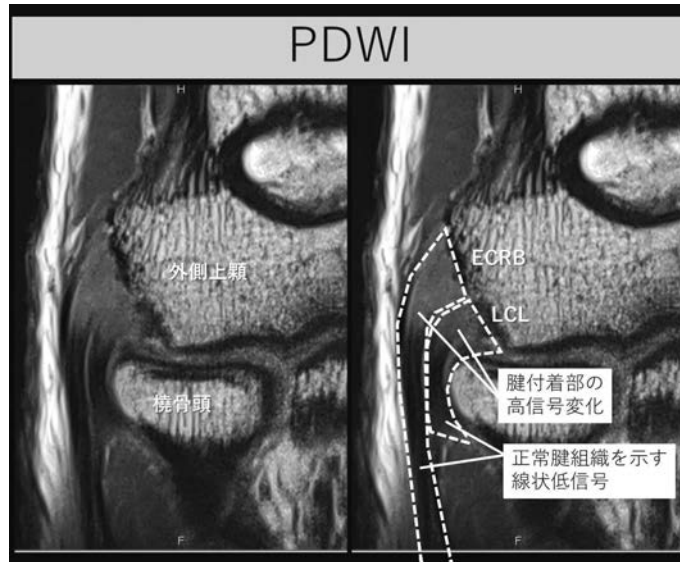 PDWI
H
外側上顆
橈骨頭
F
H
ECRB
LCL
腱付着部の
高信号変化
正常腱組織を示す
線状低信号
F